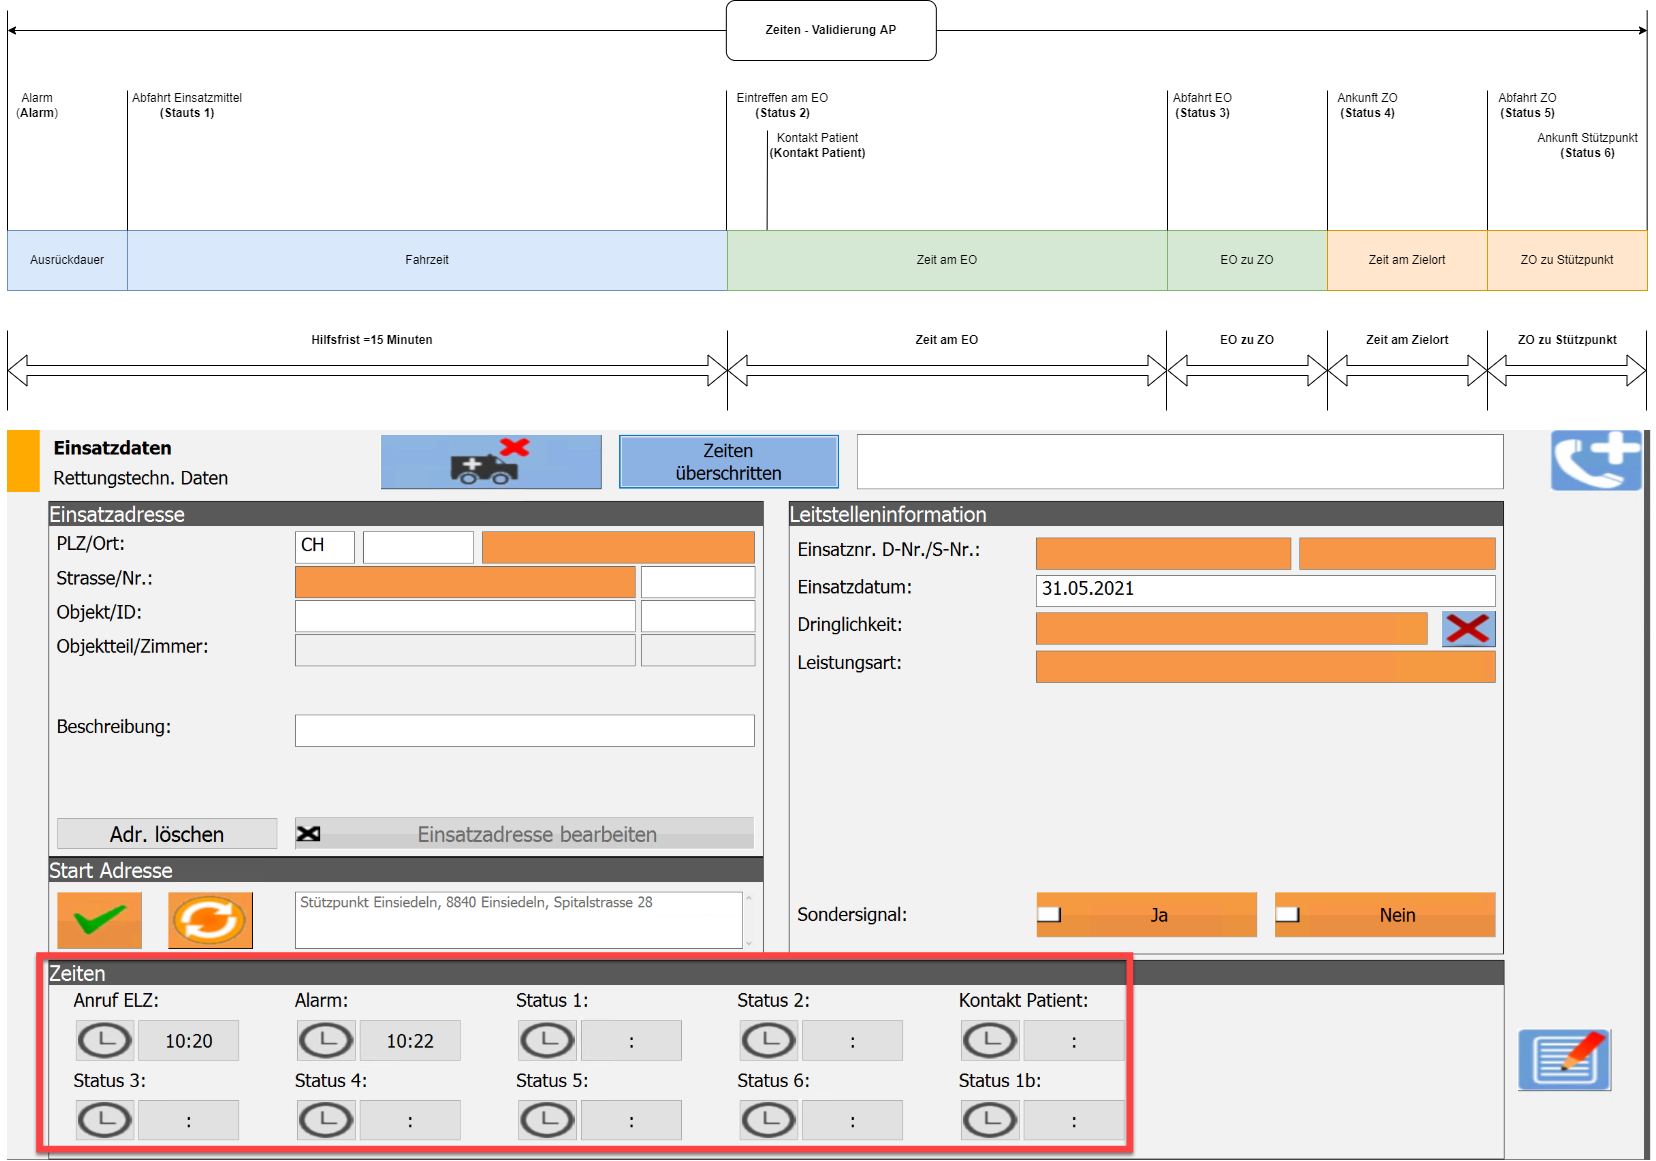 Zeiten - Validierung AP
Alarm
(Alarm)
Abfahrt Einsatzmittel
(Stauts 1)
Eintreffen am EO
(Status 2)
Kontakt Patient
(Kontakt Patient)
Abfahrt EO
(Status 3)
Ankunft ZO
(Status 4)
Abfahrt ZO
(Status 5)
Ankunft Stützpunkt
(Status 6)
Ausrückdauer
Fahrzeit
Zeit am EO
EO zu ZO
Zeit am Zielort
ZO zu Stützpunkt
Hilfsfrist =15 Minuten
Zeit am EO
EO zu ZO
Zeit am Zielort
ZO zu Stützpunkt
Einsatzdaten
Rettungstechn. Daten
Zeiten
überschritten
Einsatzadresse
PLZ/Ort:
CH
Strasse/Nr.:
Objekt/ID:
Objektteil/Zimmer:
Beschreibung:
Adr. löschen
Einsatzadresse bearbeiten
Start Adresse
Stützpunkt Einsiedeln, 8840 Einsiedeln, Spitalstrasse 28
Leitstelleninformation
Einsatznr. D-Nr./S-Nr.:
Einsatzdatum:
31.05.2021
Dringlichkeit:
Leistungsart:
Sondersignal:
Ja
Nein
Zeiten
Anruf ELZ:
Alarm:
Status 1:
Status 2:
Kontakt Patient:
10:20
10:22
:
:
:
Status 3:
Status 4:
Status 5:
Status 6:
Status 1b:
:
:
:
:
: